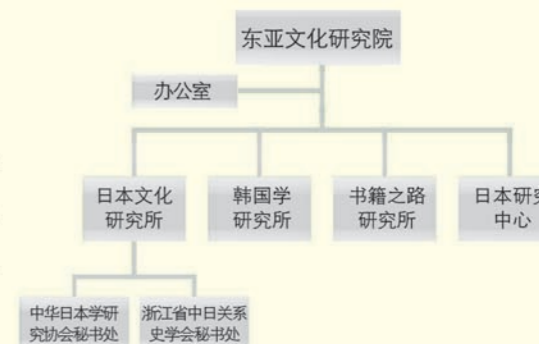 东亚文化研究院
办公室
日本文化
研究所
韩国学
研究所
书籍之路
研究所
日本研究
中心
中华日本学研
究协会秘书处
浙江省中日关系
史学会秘书处